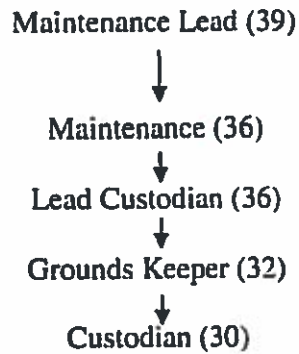 Maintenance Lead (39)
Maintenance (36)
Lead Custodian (36)
Grounds Keeper (32)
Custodian (30)